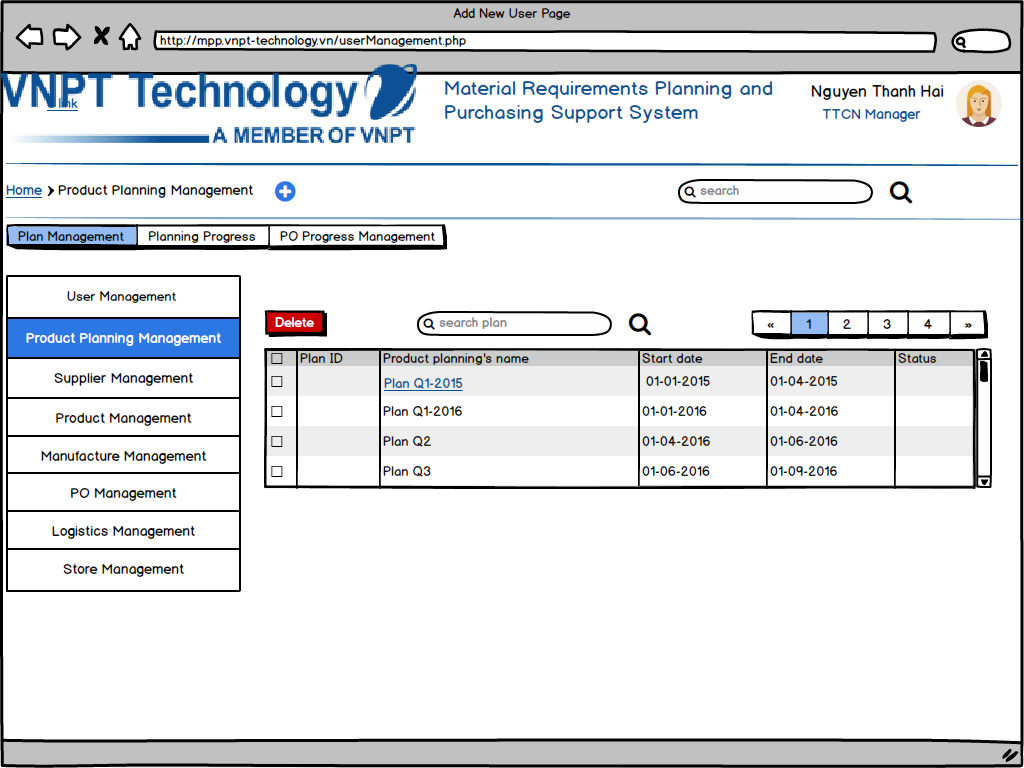 Add New User Page
http://mpp.vnpt-technology.vn/userManagement.php
VNPT Technology
link
A MEMBER OF VNPT
Material Requirements Planning and
Purchasing Support System
Nguyen Thanh Hai
TTCN Manager
Home Product Planning Management
search
Plan Management Planning Progress PO Progress Management
User Management
Product Planning Management
Supplier Management
Product Management
Manufacture Management
PO Management
Logistics Management
Store Management
Delete search plan « 1 2 3 4 »
Plan ID Product planning's name Start date End date Status
Plan Q1-2015 01-01-2015 01-04-2015
Plan Q1-2016 01-01-2016 01-04-2016
Plan Q2 01-04-2016 01-06-2016
Plan Q3 01-06-2016 01-09-2016